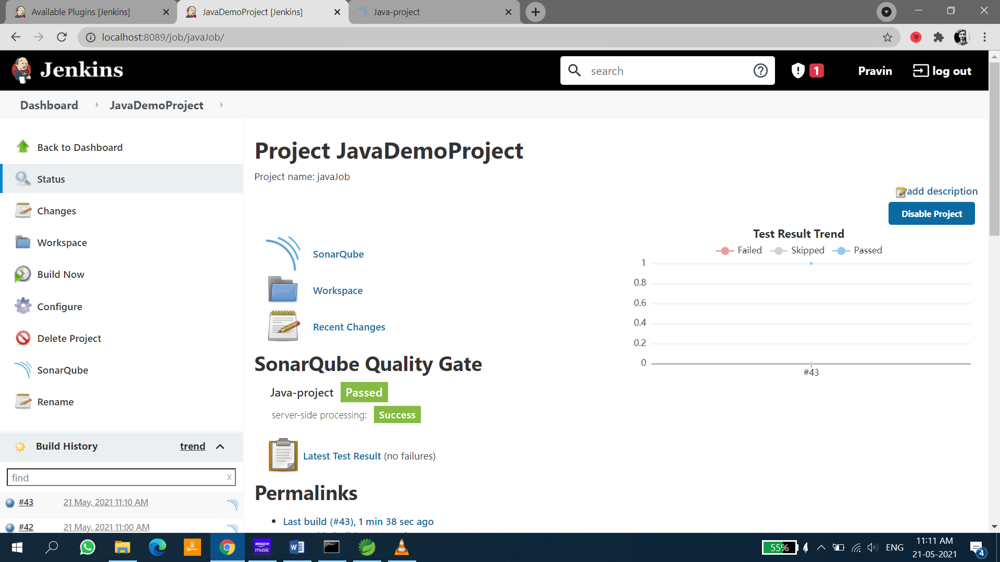 Available Plugins [Jenkins]
JavaDemoProject [Jenkins]
Java-project
localhost:8089/job/javaJob/
Jenkins
search
1
Pravin
log out
Dashboard
JavaDemoProject
Back to Dashboard
Status
Changes
Workspace
Build Now
Configure
Delete Project
SonarQube
Rename
Build History
trend
find
x
#43
21 May, 2021 11:10 AM
#42
21 May, 2021 11:00 AM
Project JavaDemoProject
Project name: javaJob
add description
Disable Project
SonarQube
Workspace
Recent Changes
Test Result Trend
Failed
Skipped
Passed
1
0.8
0.6
0.4
0.2
0
#43
SonarQube Quality Gate
Java-project
Passed
server-side processing:
Success
Latest Test Result (no failures)
Permalinks
Last build (#43), 1 min 38 sec ago
amazon music
55%
ENG
11:11 AM
21-05-2021
4